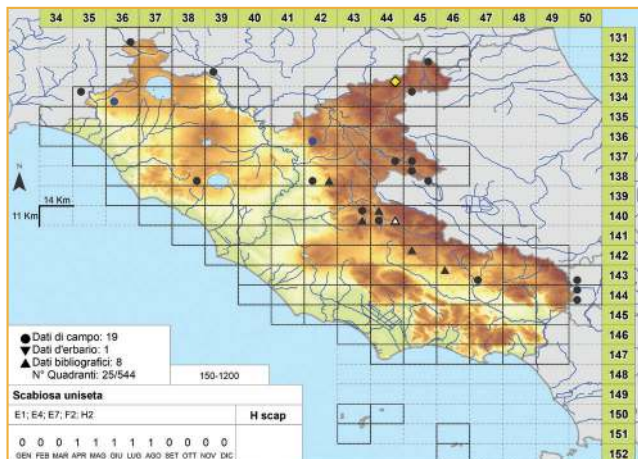 34 35 36 37 38 39 40 41 42 43 44 45 46 47 48 49 50
131
132
133
134
135
136
137
138
139
140
141
142
143
144
145
146
147
148
149
150
151
152
N
14 Km
11 Km
Dati di campo: 19
Dati d'erbario: 1
Dati bibliografici: 8
N° Quadranti: 25/544
150-1200
Scabiosa uniseta
E1; E4; E7; F2; H2
H scap
0 0 0 1 1 1 1 1 0 0 0 0
GEN FEB MAR APR MAG GIU LUG AGO SET OTT NOV DIC